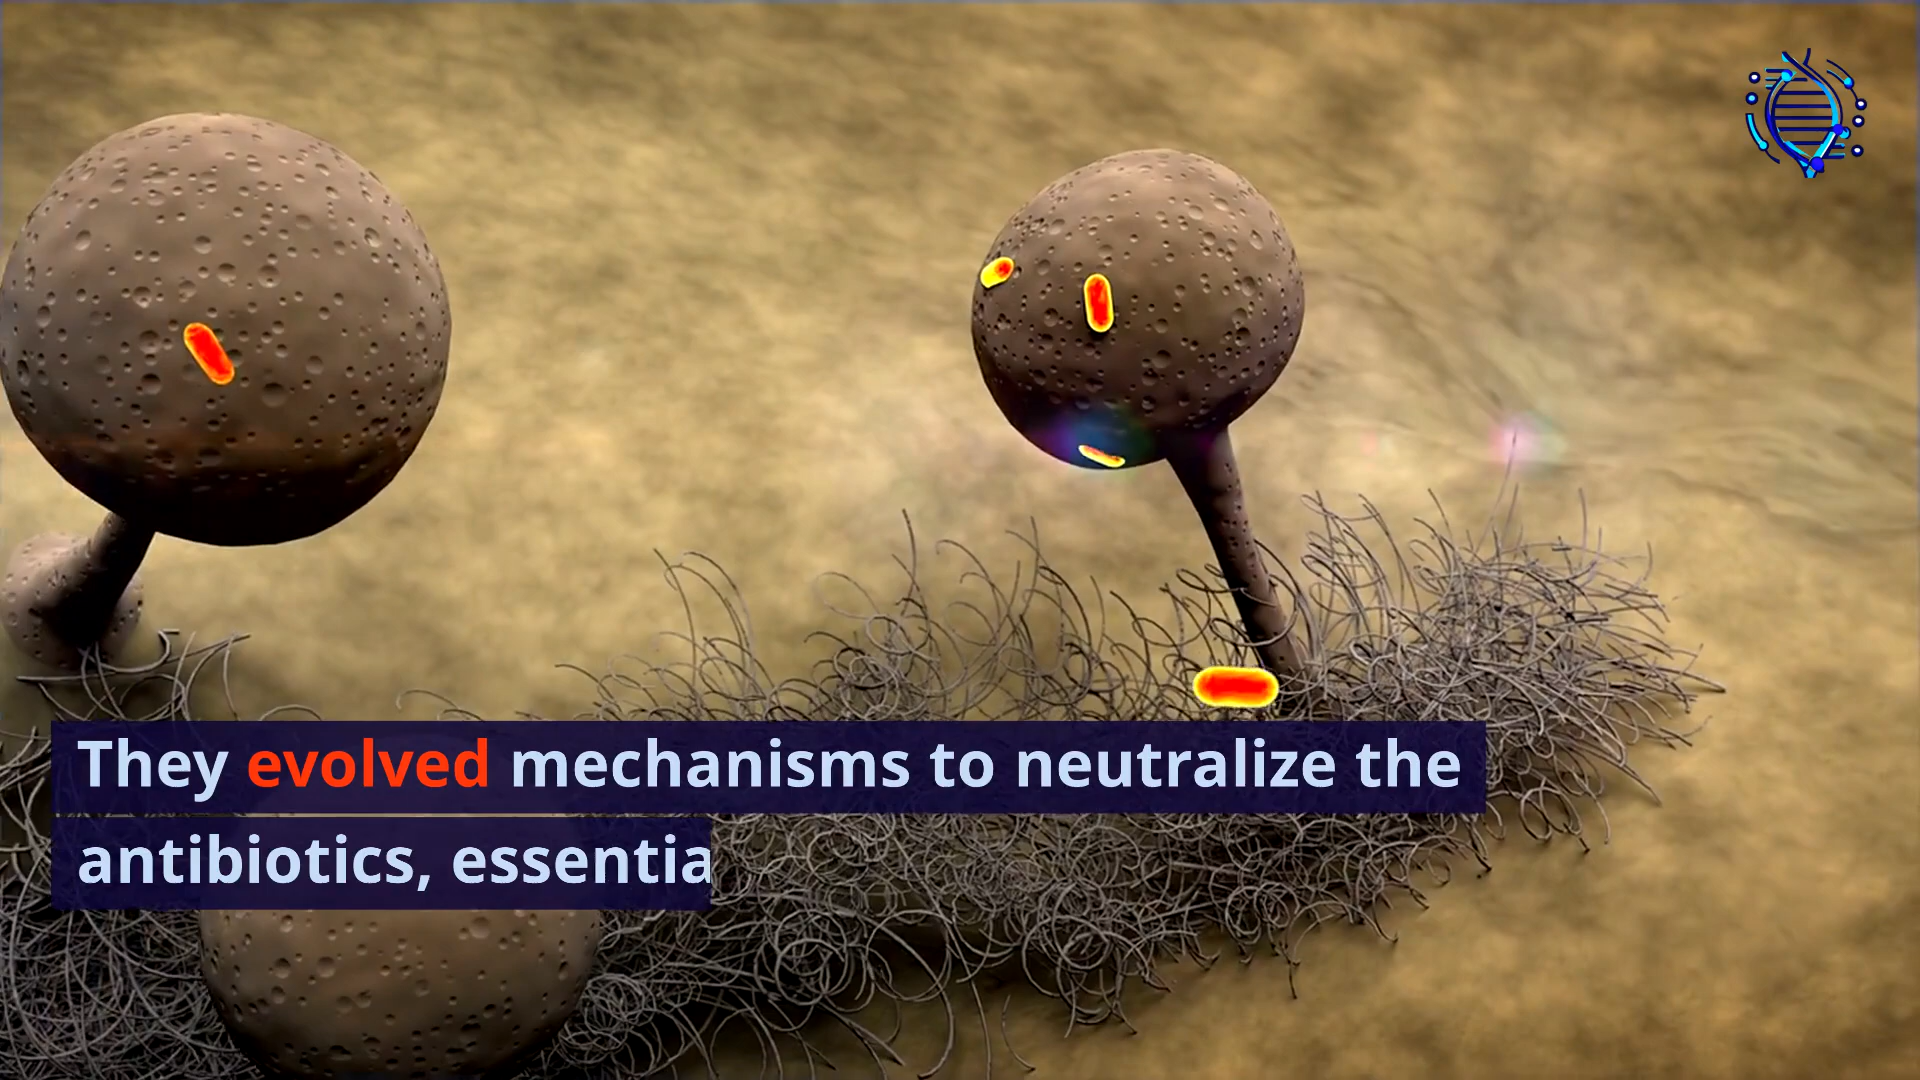 They evolved mechanisms to neutralize the
antibiotics, essentia